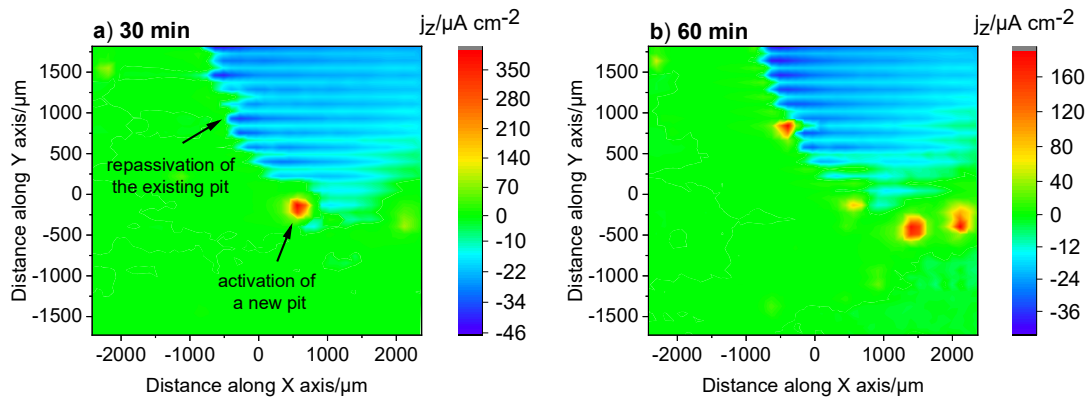 a) 30 min
jZ/µA cm-2
b) 60 min
jZ/µA cm-2
Distance along Y axis/µm
1500
1000
500
0
-500
-1000
-1500
repassivation of
the existing pit
activation of
a new pit
-2000 -1000 0 1000 2000
Distance along X axis/µm
350
280
210
140
70
0
-10
-22
-34
-46
Distance along Y axis/µm
1500
1000
500
0
-500
-1000
-1500
-2000 -1000 0 1000 2000
Distance along X axis/µm
160
120
80
40
0
-12
-24
-36